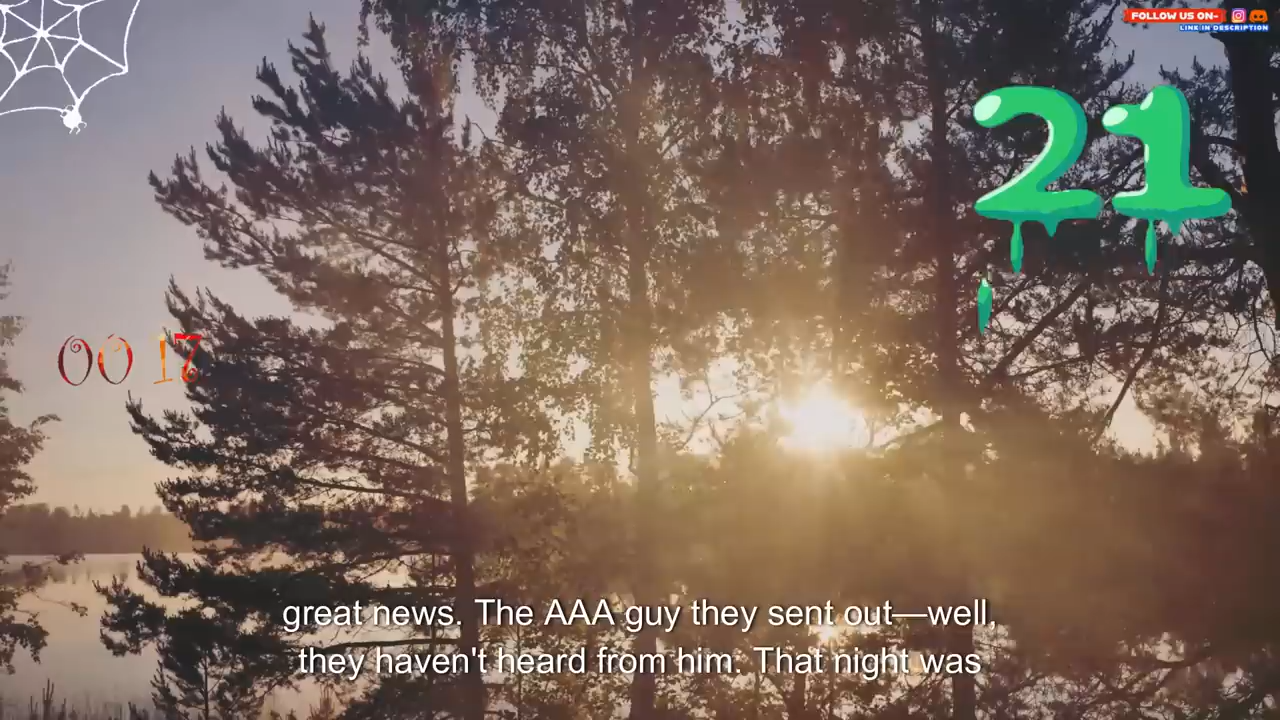 FOLLOW US ON-
LINK IN DESCRIPTION
21
00 17
great news. The AAA guy they sent out—well,
they haven't heard from him. That night was